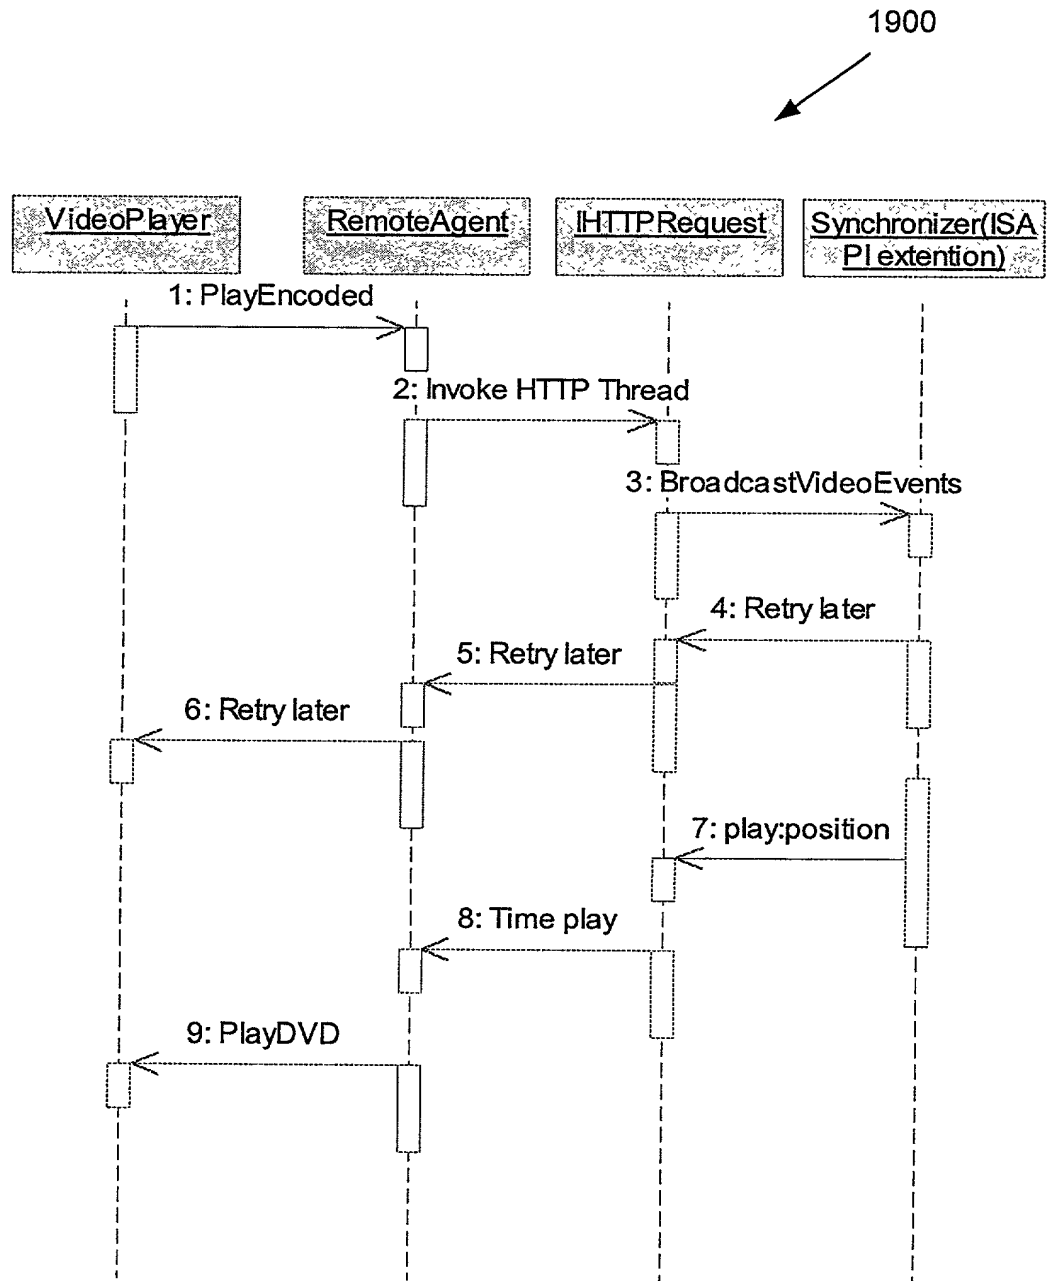 1900
VideoPlayer
RemoteAgent
IHTTPRequest
Synchronizer(ISA
PI extention)
1: PlayEncoded
2: Invoke HTTP Thread
3: BroadcastVideoEvents
4: Retry later
5: Retry later
6: Retry later
7: play:position
8: Time play
9: PlayDVD